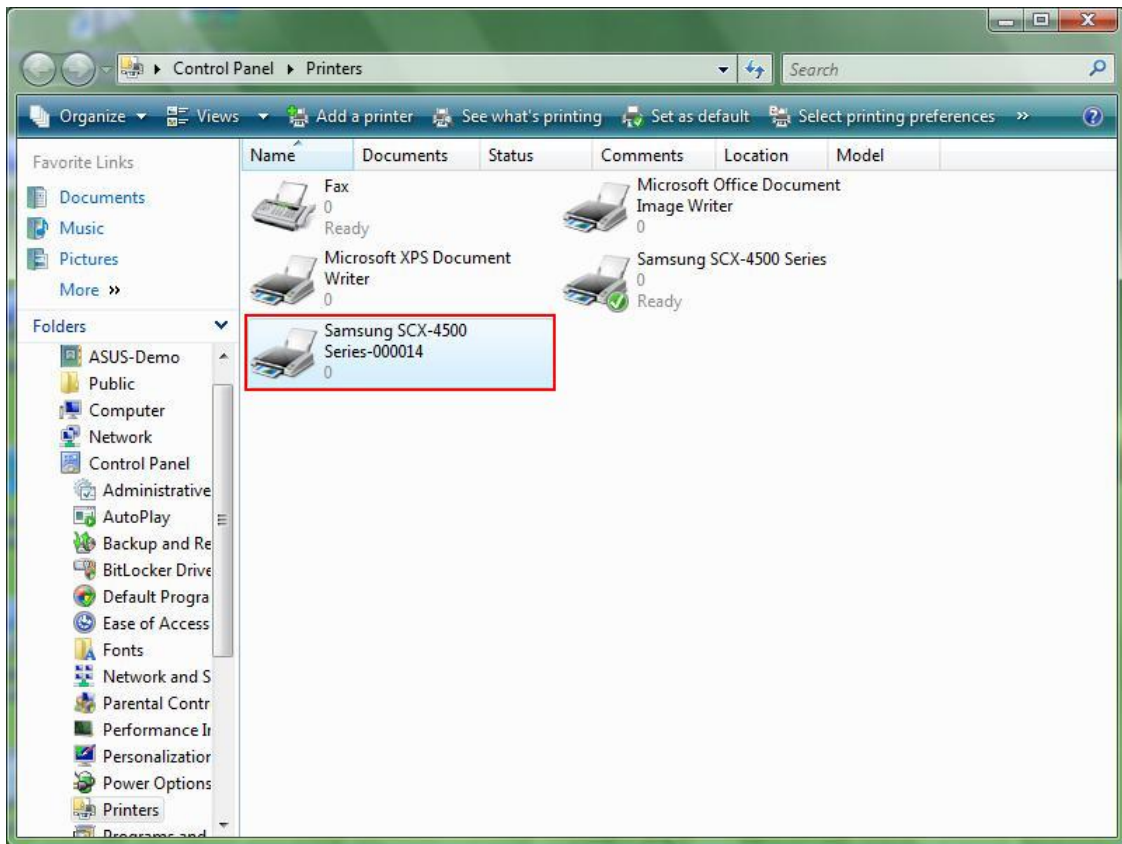 Control Panel Printers
Search
Organize Views Add a printer See what's printing Set as default Select printing preferences »
Favorite Links
Documents
Music
Pictures
More »
Folders
ASUS-Demo
Public
Computer
Network
Control Panel
Administrative
AutoPlay
Backup and Re
BitLocker Drive
Default Progra
Ease of Access
Fonts
Network and S
Parental Contr
Performance Ir
Personalization
Power Options
Printers
Programs and
Name Documents Status Comments Location Model
Fax
0
Ready
Microsoft Office Document
Image Writer
0
Microsoft XPS Document
Writer
0
Samsung SCX-4500 Series
0
Ready
Samsung SCX-4500
Series-000014
0